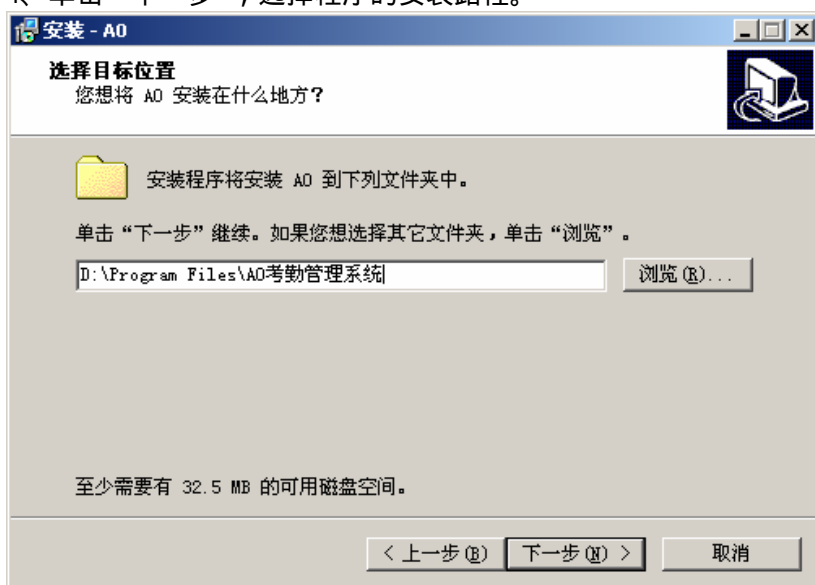 安装 - AO
选择目标位置
您想将 AO 安装在什么地方?
安装程序将安装 AO 到下列文件夹中。
单击“下一步”继续。如果您想选择其它文件夹,单击“浏览”。
D:\Program Files\AO考勤管理系统
浏览(R)...
至少需要有 32.5 MB 的可用磁盘空间。
< 上一步(B)
下一步(N) >
取消